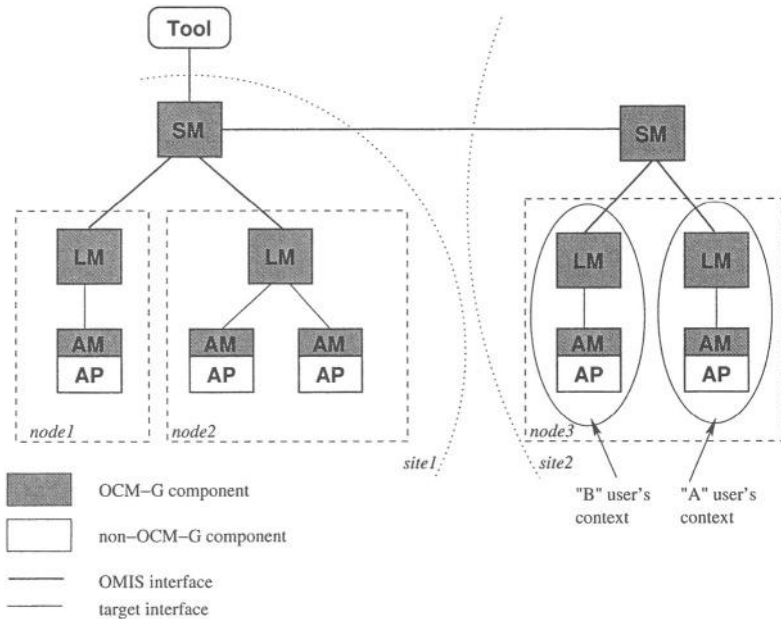 Tool
SM
SM
LM
LM
LM
LM
AM
AM
AM
AM
AM
AP
AP
AP
AP
AP
node1
node2
node3
site1
site2
OCM–G component
non–OCM–G component
OMIS interface
target interface
"B" user's
context
"A" user's
context